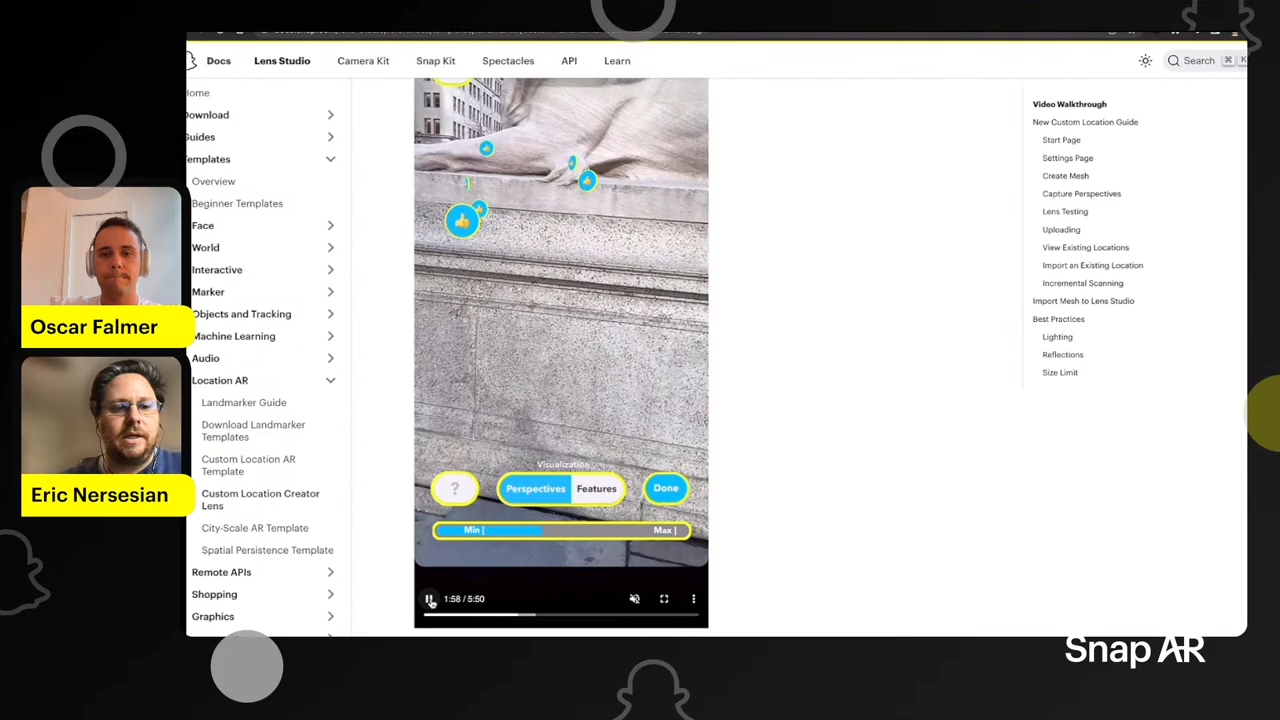 Docs
Lens Studio
Camera Kit
Snap Kit
Spectacles
API
Learn
Search
Home
Download
Guides
Templates
Overview
Beginner Templates
Face
World
Interactive
Marker
Objects and Tracking
Machine Learning
Audio
Location AR
Landmarker Guide
Download Landmarker
Templates
Custom Location AR
Template
Custom Location Creator
Lens
City-Scale AR Template
Spatial Persistence Template
Remote APIs
Shopping
Graphics
Visualization
?
Perspectives
Features
Done
Min |
Max |
1:58 / 5:50
Video Walkthrough
New Custom Location Guide
Start Page
Settings Page
Create Mesh
Capture Perspectives
Lens Testing
Uploading
View Existing Locations
Import an Existing Location
Incremental Scanning
Import Mesh to Lens Studio
Best Practices
Lighting
Reflections
Size Limit
Oscar Falmer
Eric Nersesian
Snap AR